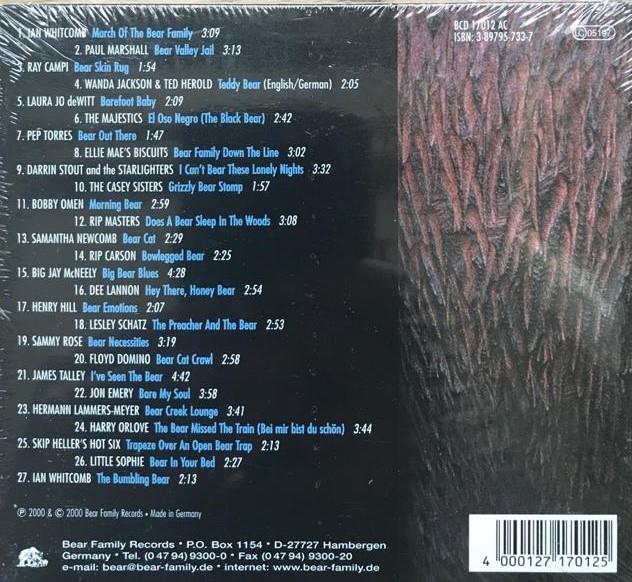 1. IAN WHITCOMB March Of The Bear Family 3:09
2. PAUL MARSHALL Bear Valley Jail 3:13
3. RAY CAMPI Bear Skin Rug 1:54
4. WANDA JACKSON & TED HEROLD Teddy Bear (English/German) 2:05
5. LAURA JO deWITT Barefoot Baby 2:09
6. THE MAJESTICS El Oso Negro (The Black Bear) 2:42
7. PEP TORRES Bear Out There 1:47
8. ELLIE MAE'S BISCUITS Bear Family Down The Line 3:02
9. DARRIN STOUT and the STARLIGHTERS I Can't Bear These Lonely Nights 3:32
10. THE CASEY SISTERS Grizzly Bear Stomp 1:57
11. BOBBY OMEN Morning Bear 2:59
12. RIP MASTERS Does A Bear Sleep In The Woods 3:08
13. SAMANTHA NEWCOMB Bear Cat 2:29
14. RIP CARSON Bowlegged Bear 2:25
15. BIG JAY McNEELY Big Bear Blues 4:28
16. DEE LANNON Hey There, Honey Bear 2:54
17. HENRY HILL Bear Emotions 2:07
18. LESLEY SCHATZ The Preacher And The Bear 2:53
19. SAMMY ROSE Bear Necessities 3:19
20. FLOYD DOMINO Bear Cat Crawl 2:58
21. JAMES TALLEY I've Seen The Bear 4:42
22. JON EMERY Bare My Soul 3:58
23. HERMANN LAMMERS-MEYER Bear Creek Lounge 3:41
24. HARRY ORLOVE The Bear Missed The Train (Bei mir bist du schön) 3:44
25. SKIP HELLER'S HOT SIX Trapeze Over An Open Bear Trap 2:13
26. LITTLE SOPHIE Bear In Your Bed 2:27
27. IAN WHITCOMB The Bumbling Bear 2:13
BCD 17012 AC
ISBN: 3-89795-733-7
LC 05197
℗ 2000 & © 2000 Bear Family Records • Made in Germany
Bear Family Records • P.O. Box 1154 • D-27727 Hambergen
Germany • Tel. (0 47 94) 9300-0 • Fax (0 47 94) 9300-20
e-mail: bear@bear-family.de • internet: www.bear-family.de
4 000127 170125